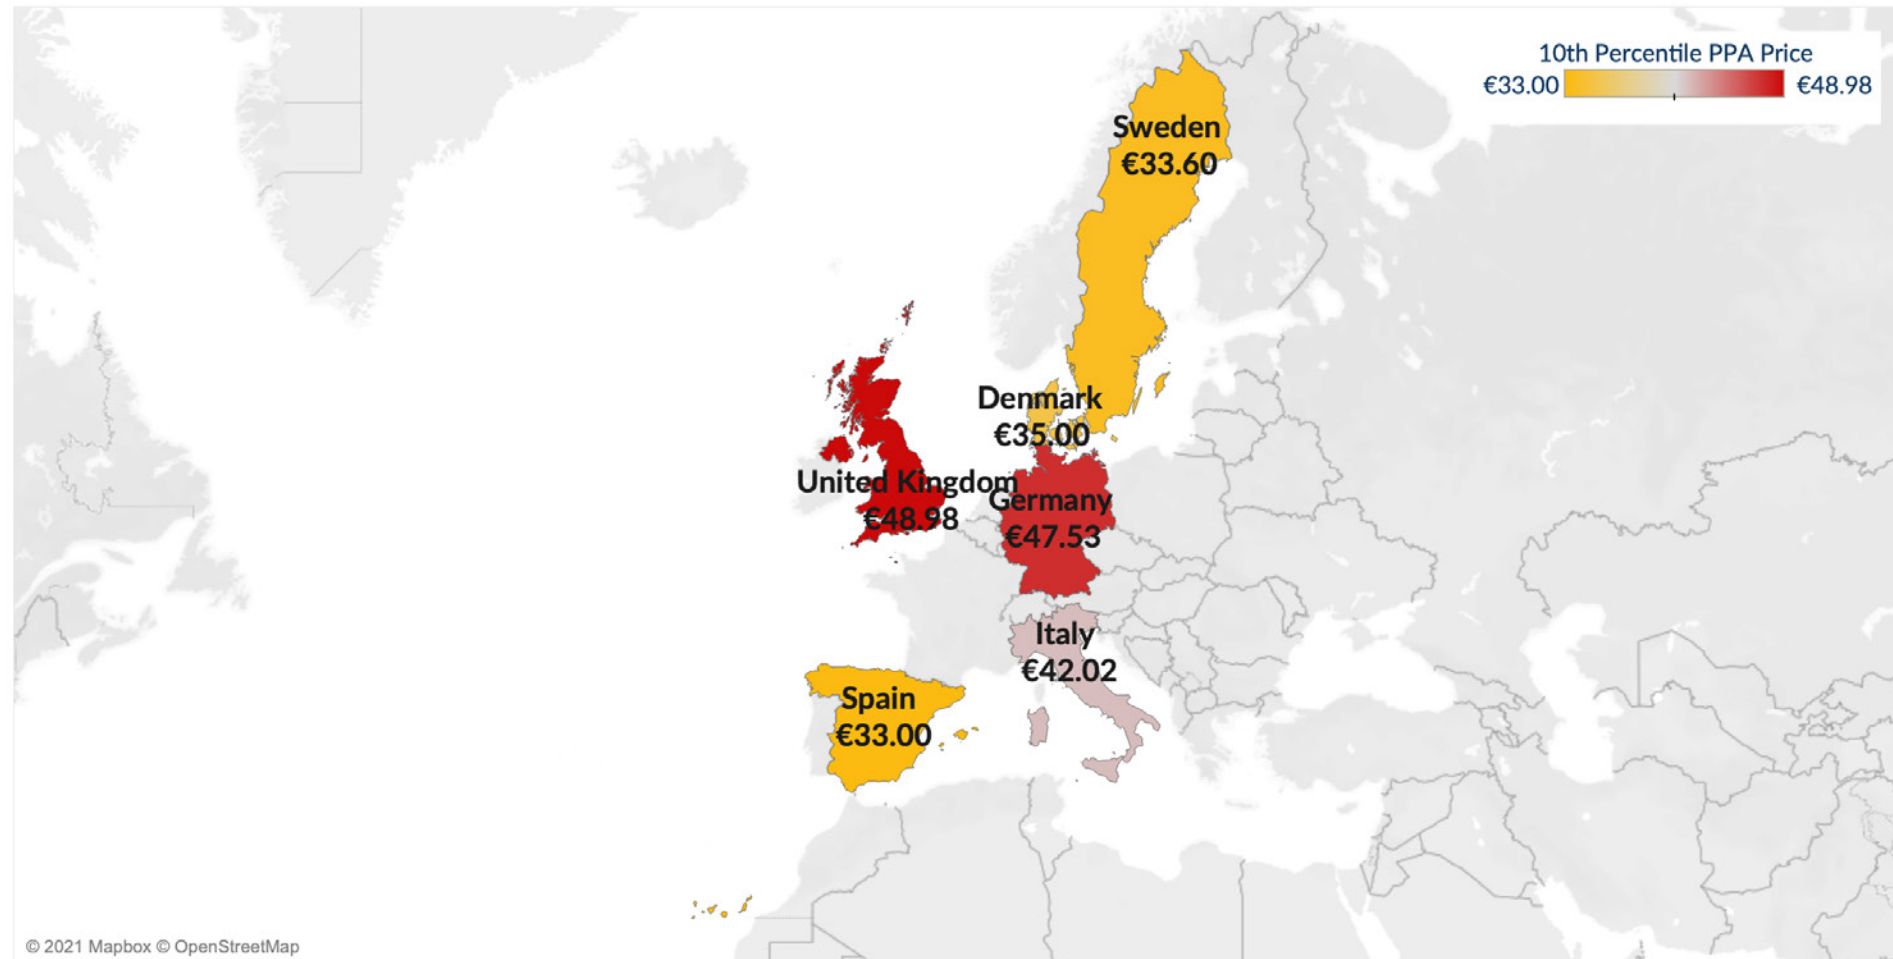 10th Percentile PPA Price
€33.00 €48.98
Sweden
€33.60
Denmark
€35.00
United Kingdom
€48.98
Germany
€47.53
Italy
€42.02
Spain
€33.00
© 2021 Mapbox © OpenStreetMap